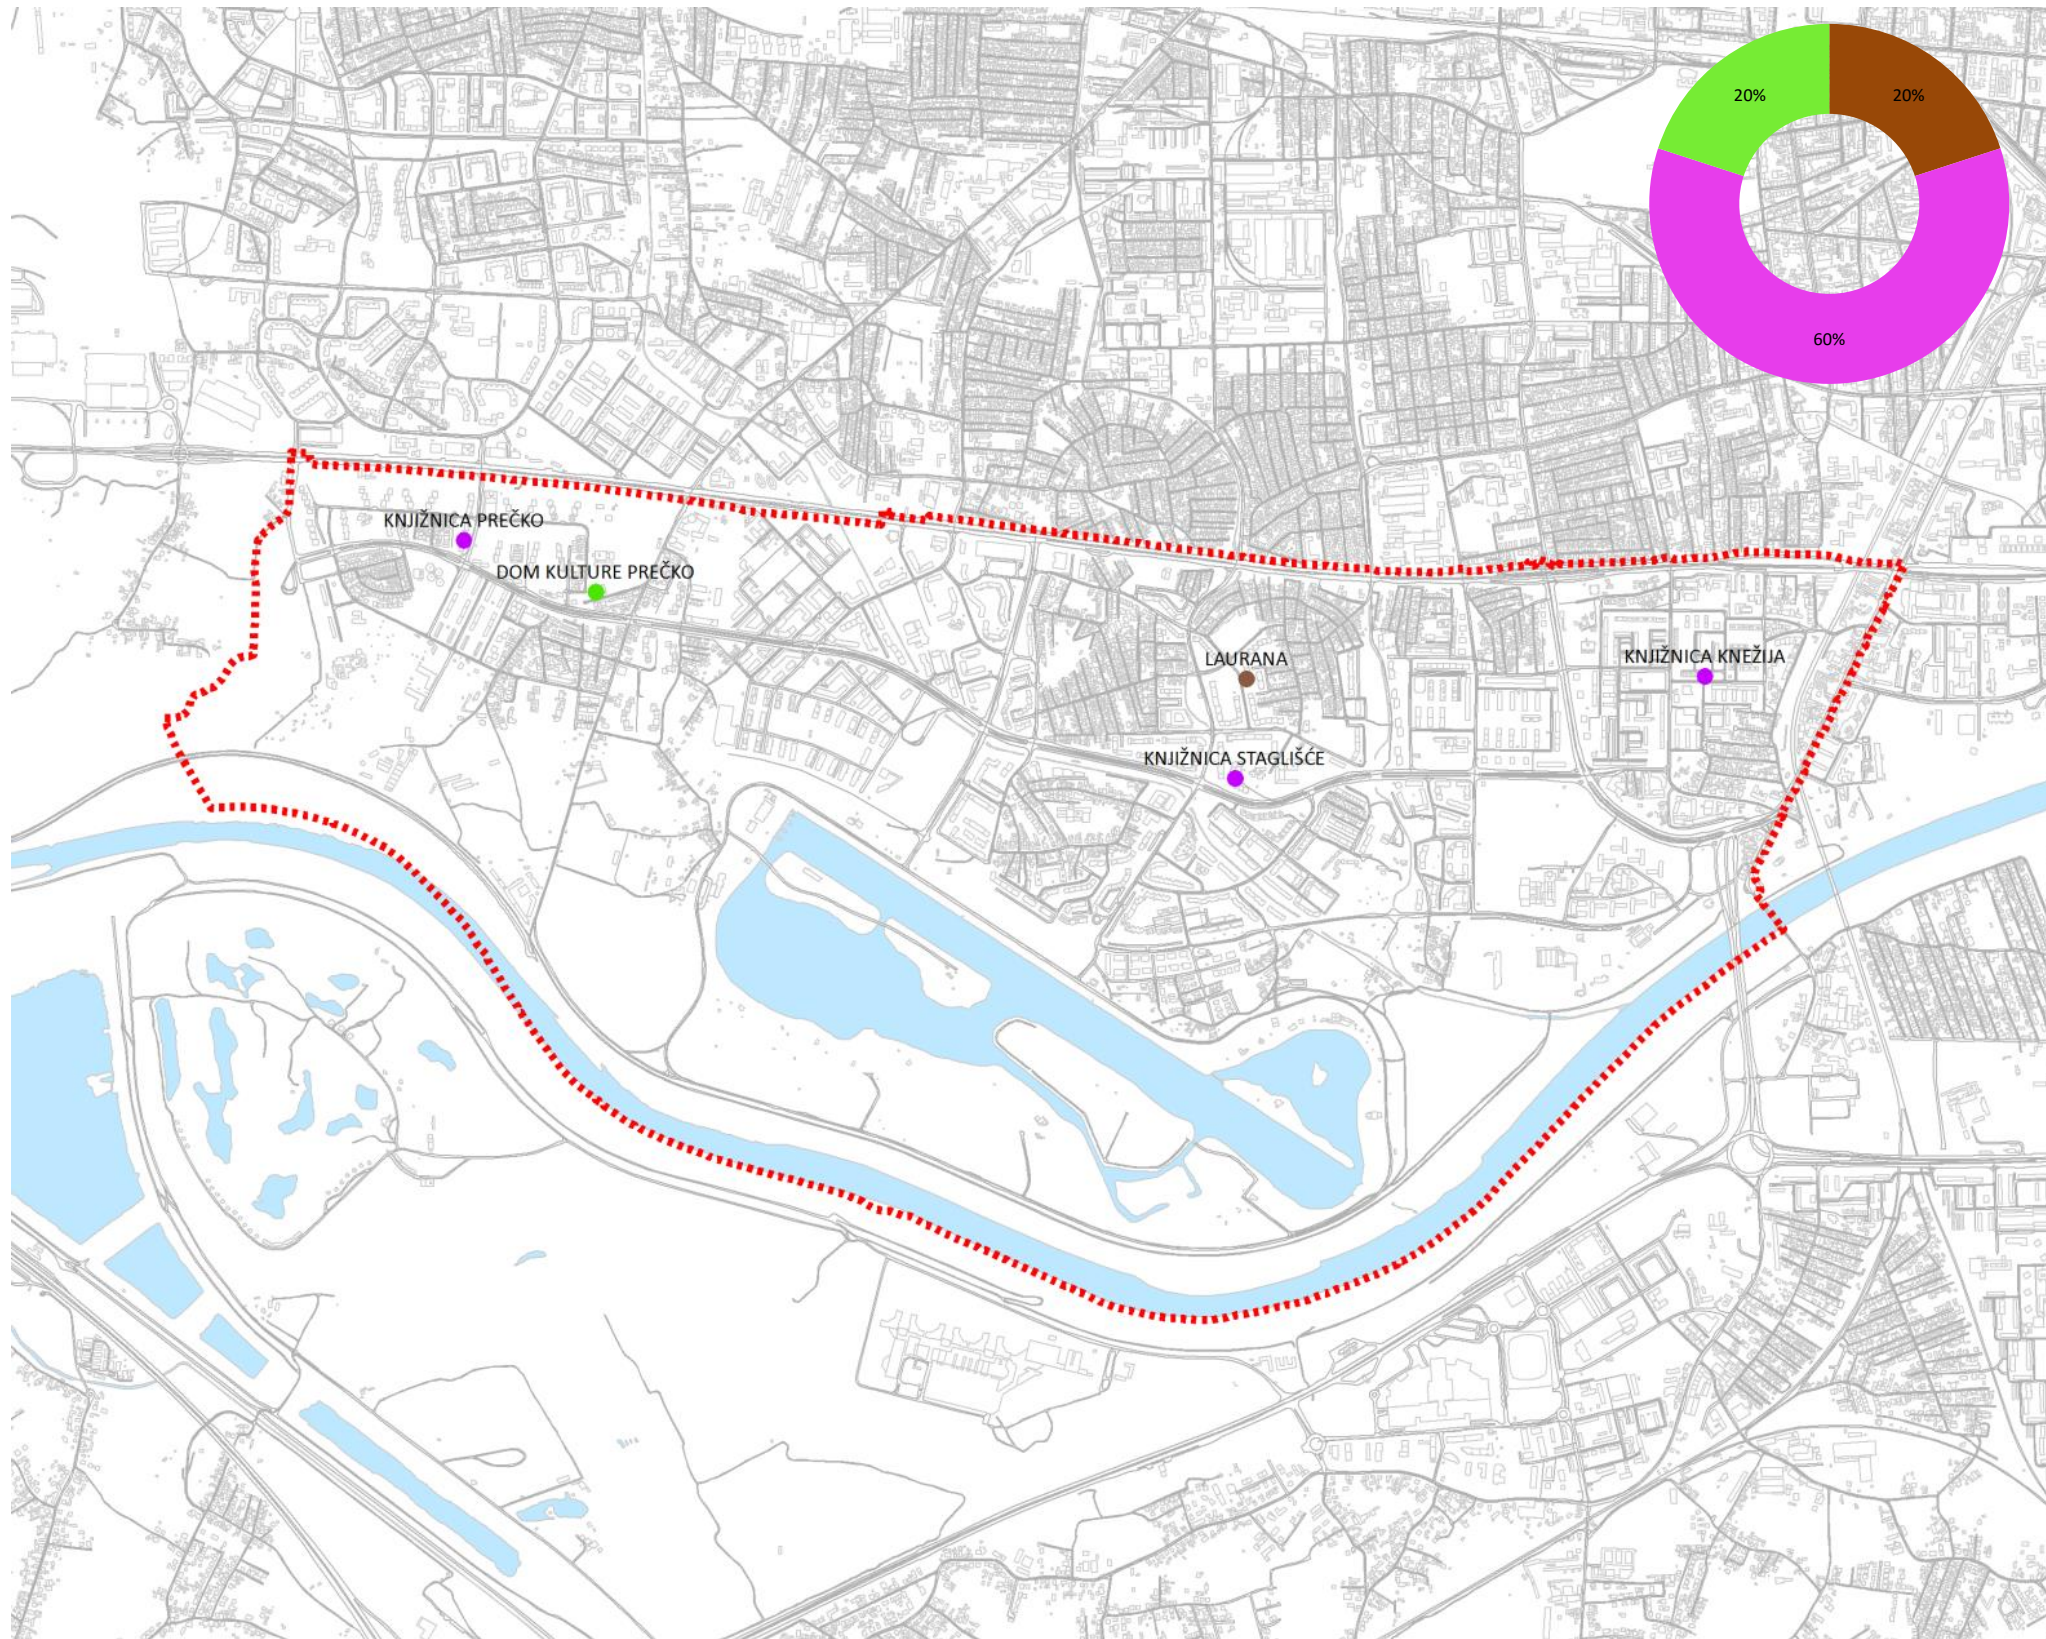 20%
20%
60%
KNJIŽNICA PREČKO
DOM KULTURE PREČKO
LAURANA
KNJIŽNICA KNEŽIJA
KNJIŽNICA STAGLIŠĆE